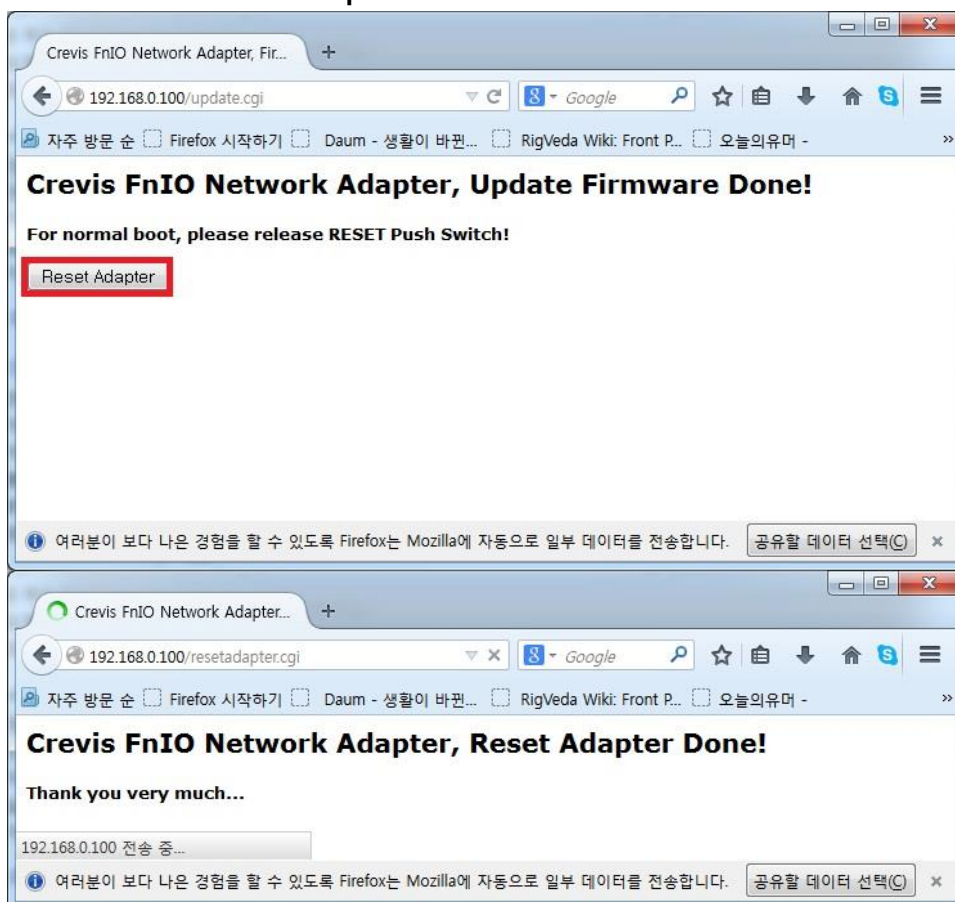 Crevis FnIO Network Adapter, Fir...
192.168.0.100/update.cgi
Google
자주 방문 순 Firefox 시작하기 Daum - 생활이 바뀐... RigVeda Wiki: Front P... 오늘의유머 -
Crevis FnIO Network Adapter, Update Firmware Done!
For normal boot, please release RESET Push Switch!
Reset Adapter
여러분이 보다 나은 경험을 할 수 있도록 Firefox는 Mozilla에 자동으로 일부 데이터를 전송합니다. 공유할 데이터 선택(C)
Crevis FnIO Network Adapter...
192.168.0.100/resetadapter.cgi
Google
자주 방문 순 Firefox 시작하기 Daum - 생활이 바뀐... RigVeda Wiki: Front P... 오늘의유머 -
Crevis FnIO Network Adapter, Reset Adapter Done!
Thank you very much...
192.168.0.100 전송 중...
여러분이 보다 나은 경험을 할 수 있도록 Firefox는 Mozilla에 자동으로 일부 데이터를 전송합니다. 공유할 데이터 선택(C)